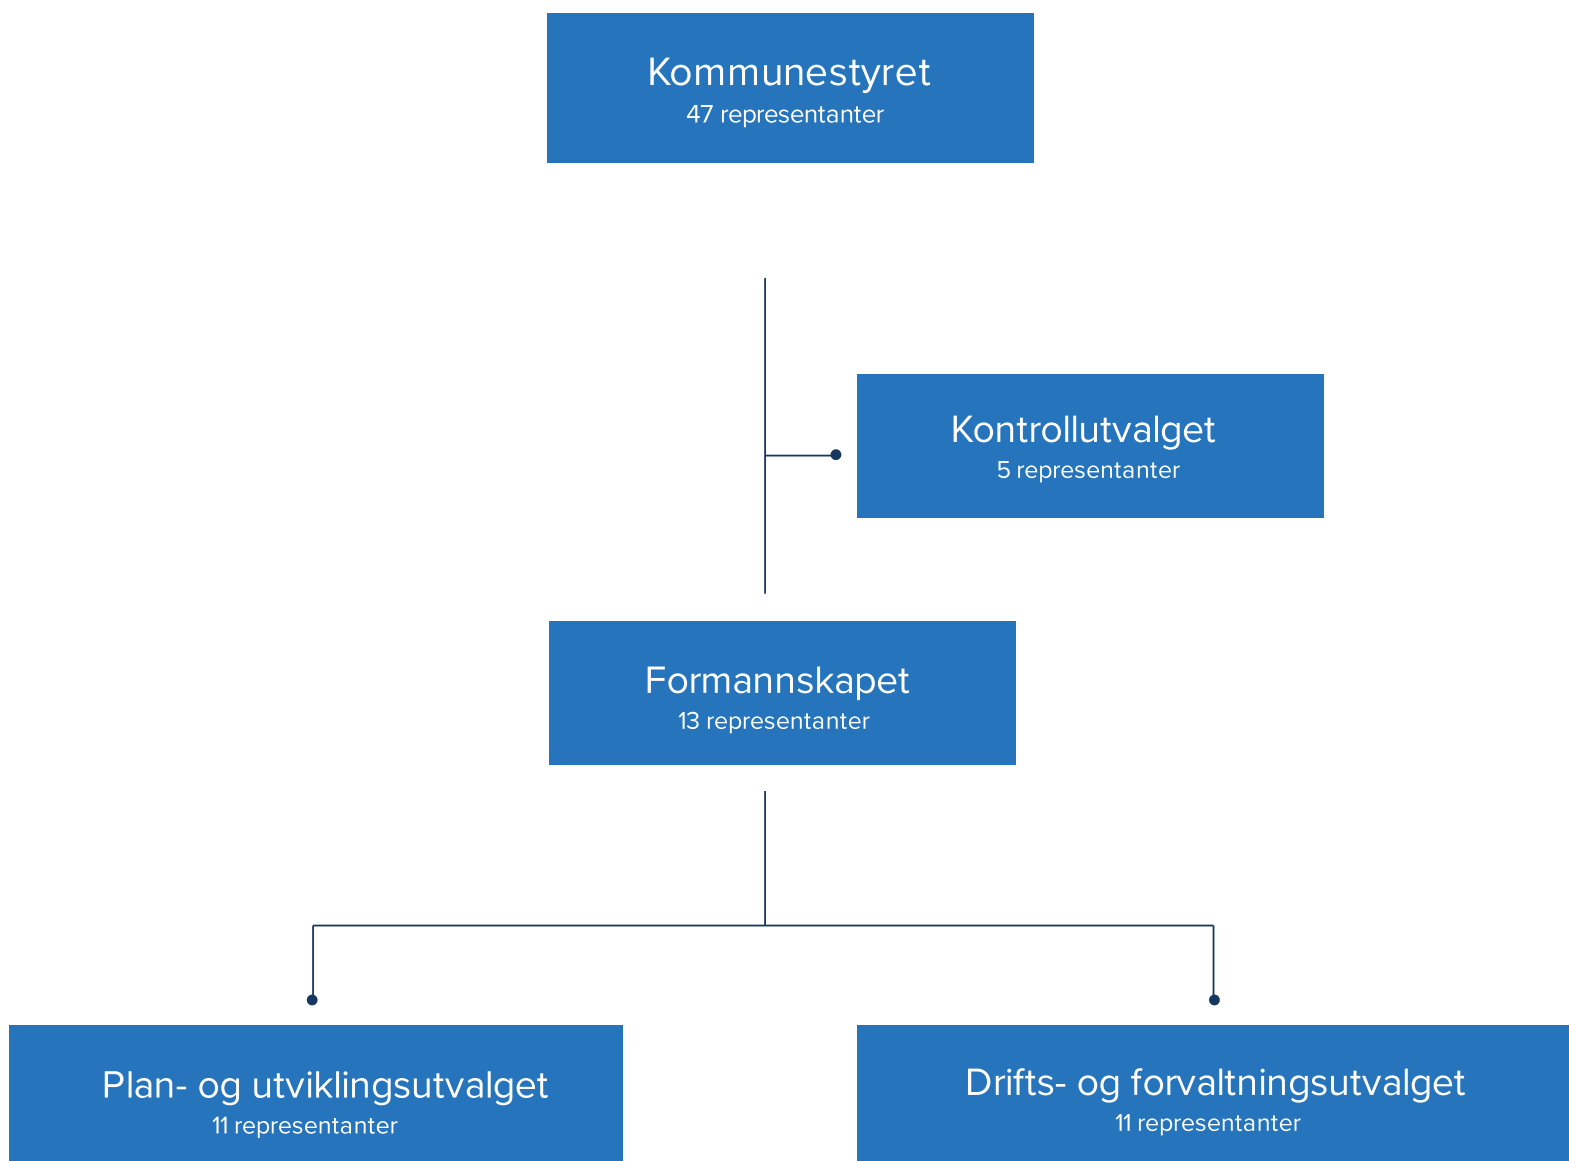 Kommunestyret
47 representanter
Kontrollutvalget
5 representanter
Formannskapet
13 representanter
Plan- og utviklingsutvalget
11 representanter
Drifts- og forvaltningsutvalget
11 representanter